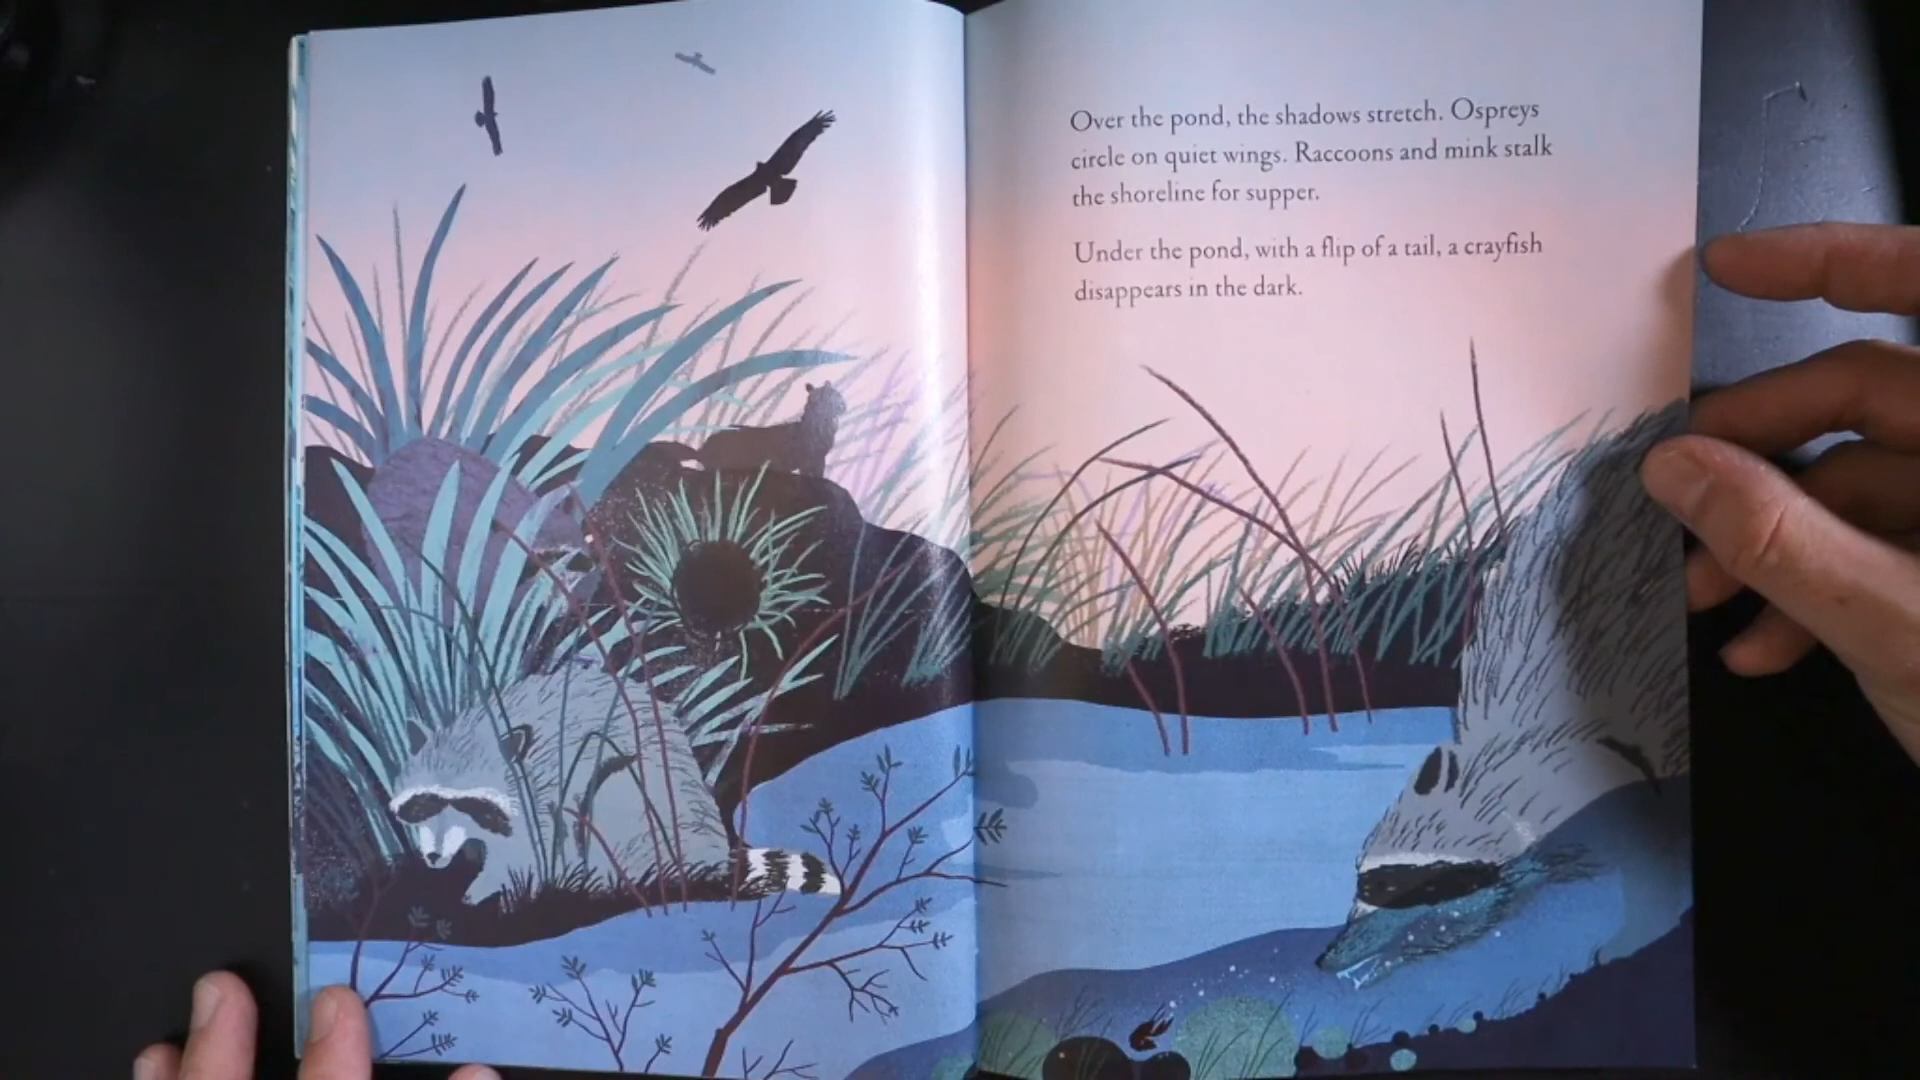 Over the pond, the shadows stretch. Ospreys
circle on quiet wings. Raccoons and mink stalk
the shoreline for supper.
Under the pond, with a flip of a tail, a crayfish
disappears in the dark.